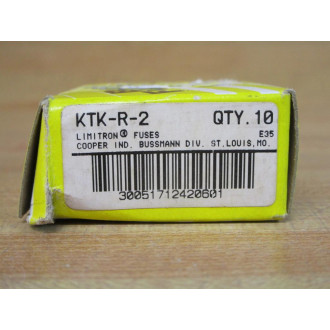 KTK-R-2 QTY.10
LIMITRON® FUSES E35
COOPER IND. BUSSMANN DIV. ST.LOUIS,MO.
30051712420601